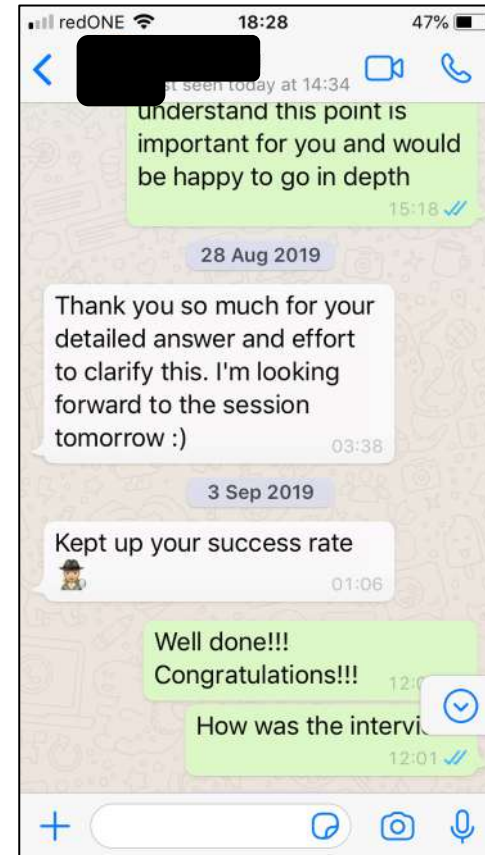 redONE 18:28 47%
seen today at 14:34
understand this point is
important for you and would
be happy to go in depth
15:18
28 Aug 2019
Thank you so much for your
detailed answer and effort
to clarify this. I'm looking
forward to the session
tomorrow :)
03:38
3 Sep 2019
Kept up your success rate
01:06
Well done!!!
Congratulations!!!
How was the
12:01